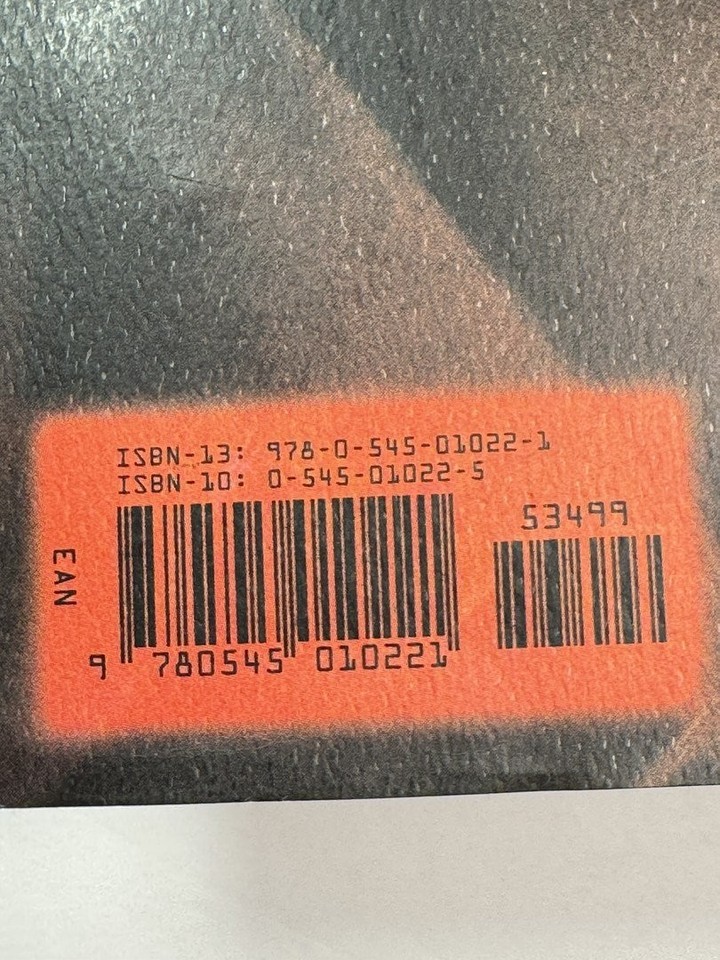 ISBN-13: 978-0-545-01022-1
ISBN-10: 0-545-01022-5
53499
EAN
9 780545 010221